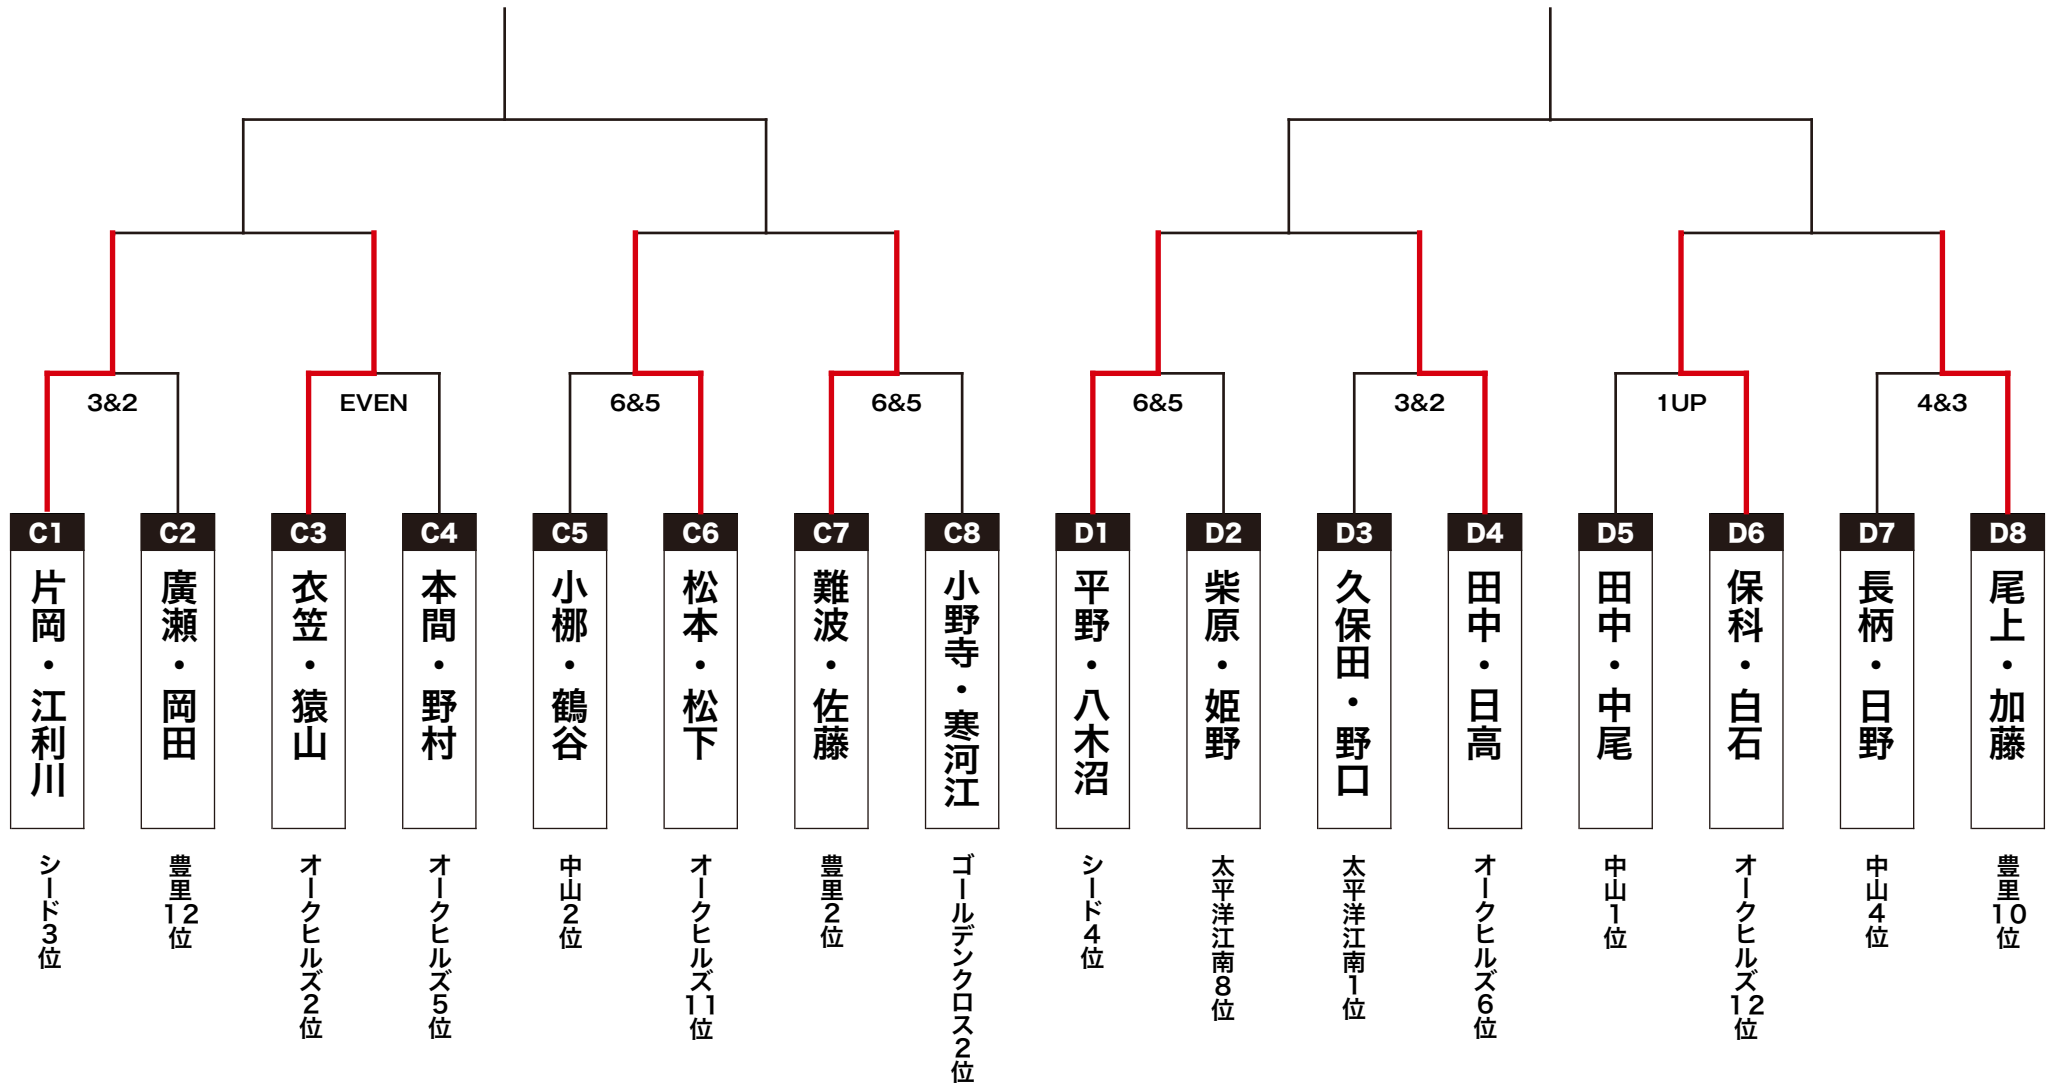 3&2
EVEN
6&5
6&5
6&5
3&2
1UP
4&3
C1
C2
C3
C4
C5
C6
C7
C8
D1
D2
D3
D4
D5
D6
D7
D8
片岡・江利川
廣瀬・岡田
衣笠・猿山
本間・野村
小梛・鶴谷
松本・松下
難波・佐藤
小野寺・寒河江
平野・八木沼
柴原・姫野
久保田・野口
田中・日高
田中・中尾
保科・白石
長柄・日野
尾上・加藤
シード3位
豊里12位
オークヒルズ2位
オークヒルズ5位
中山2位
オークヒルズ11位
豊里2位
ゴールデンクロス2位
シード4位
太平洋江南8位
太平洋江南1位
オークヒルズ6位
中山1位
オークヒルズ12位
中山4位
豊里10位